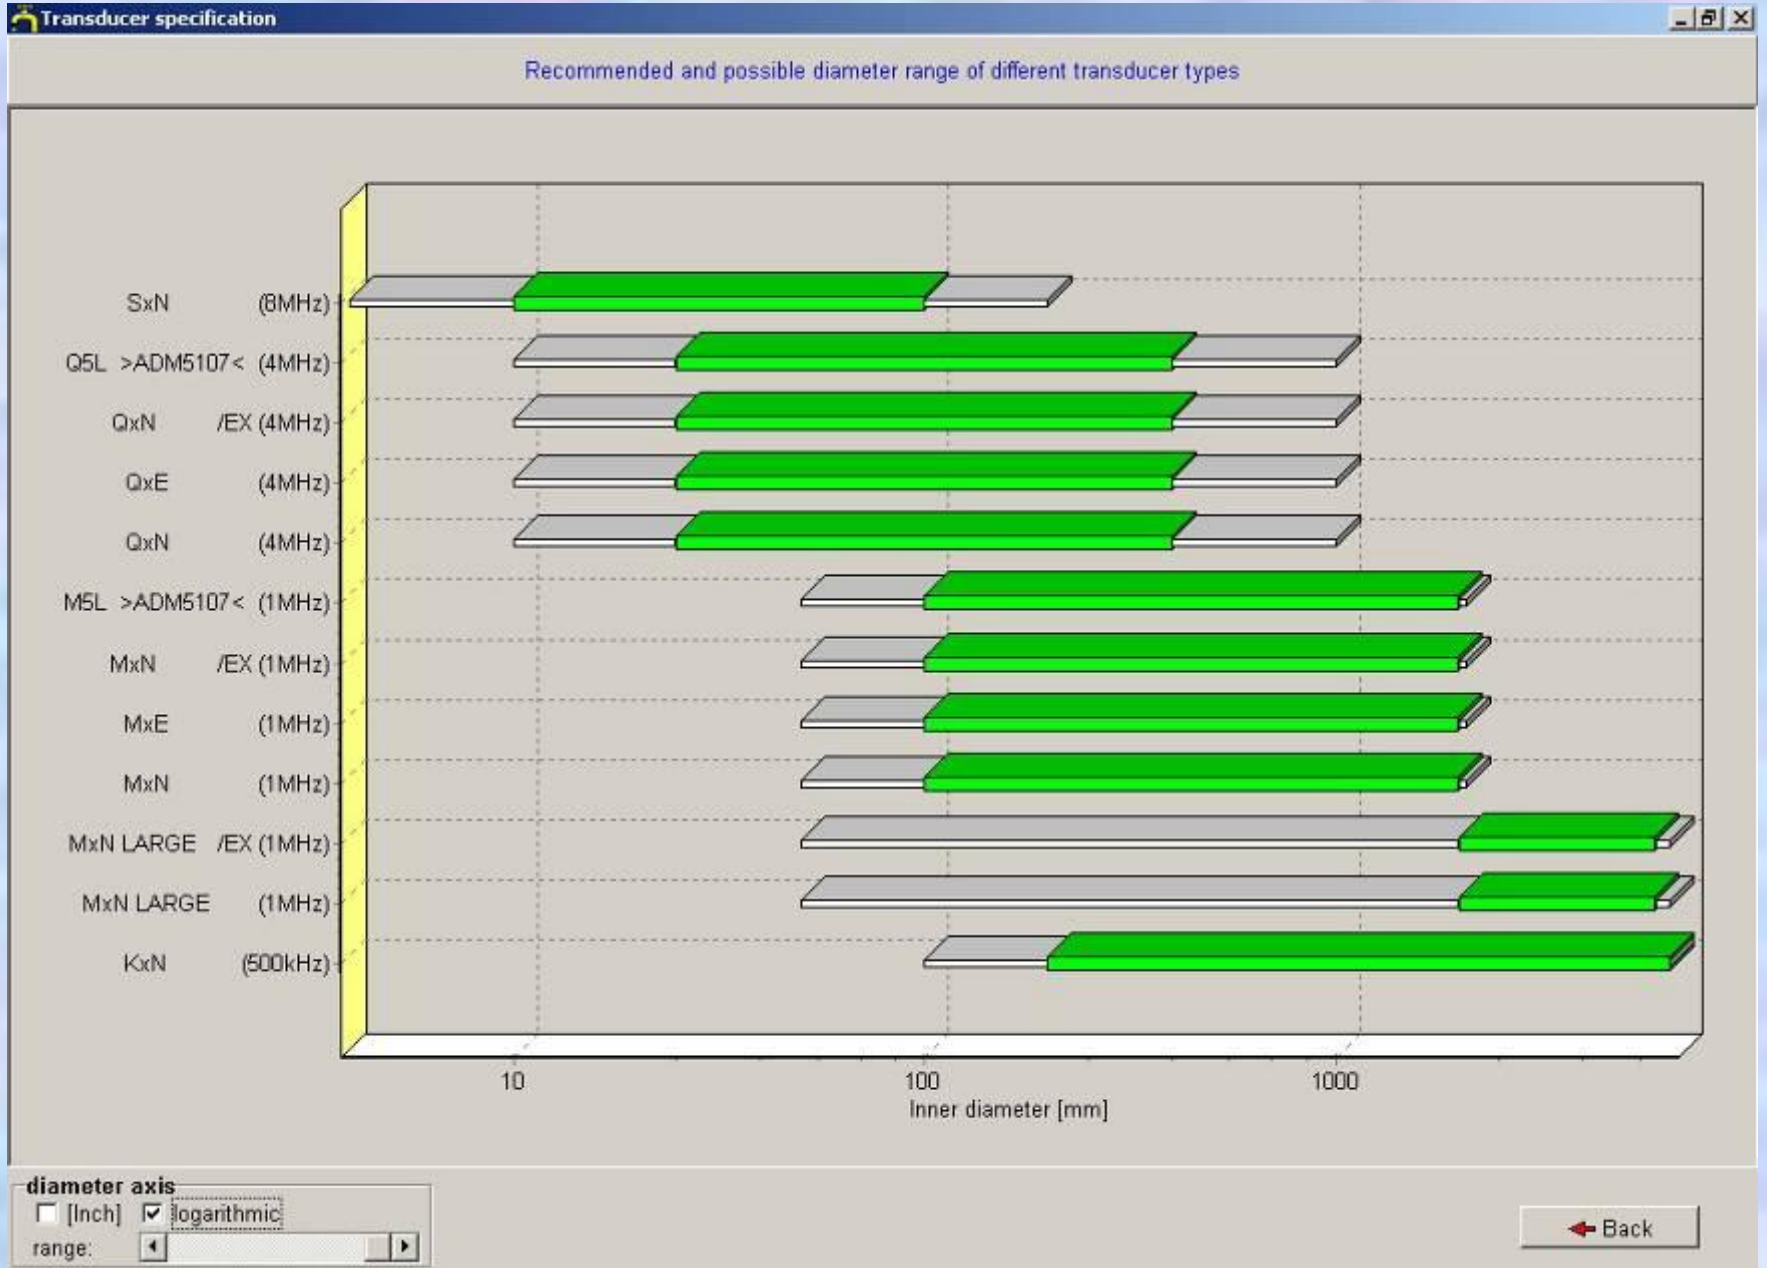 Transducer specification
Recommended and possible diameter range of different transducer types
SxN (8MHz)
Q5L >ADM5107< (4MHz)
QxN /EX (4MHz)
QxE (4MHz)
QxN (4MHz)
M5L >ADM5107< (1MHz)
MxN /EX (1MHz)
MxE (1MHz)
MxN (1MHz)
MxN LARGE /EX (1MHz)
MxN LARGE (1MHz)
KxN (500kHz)
10 100 1000
Inner diameter [mm]
diameter axis
[Inch] logarithmic
range:
Back